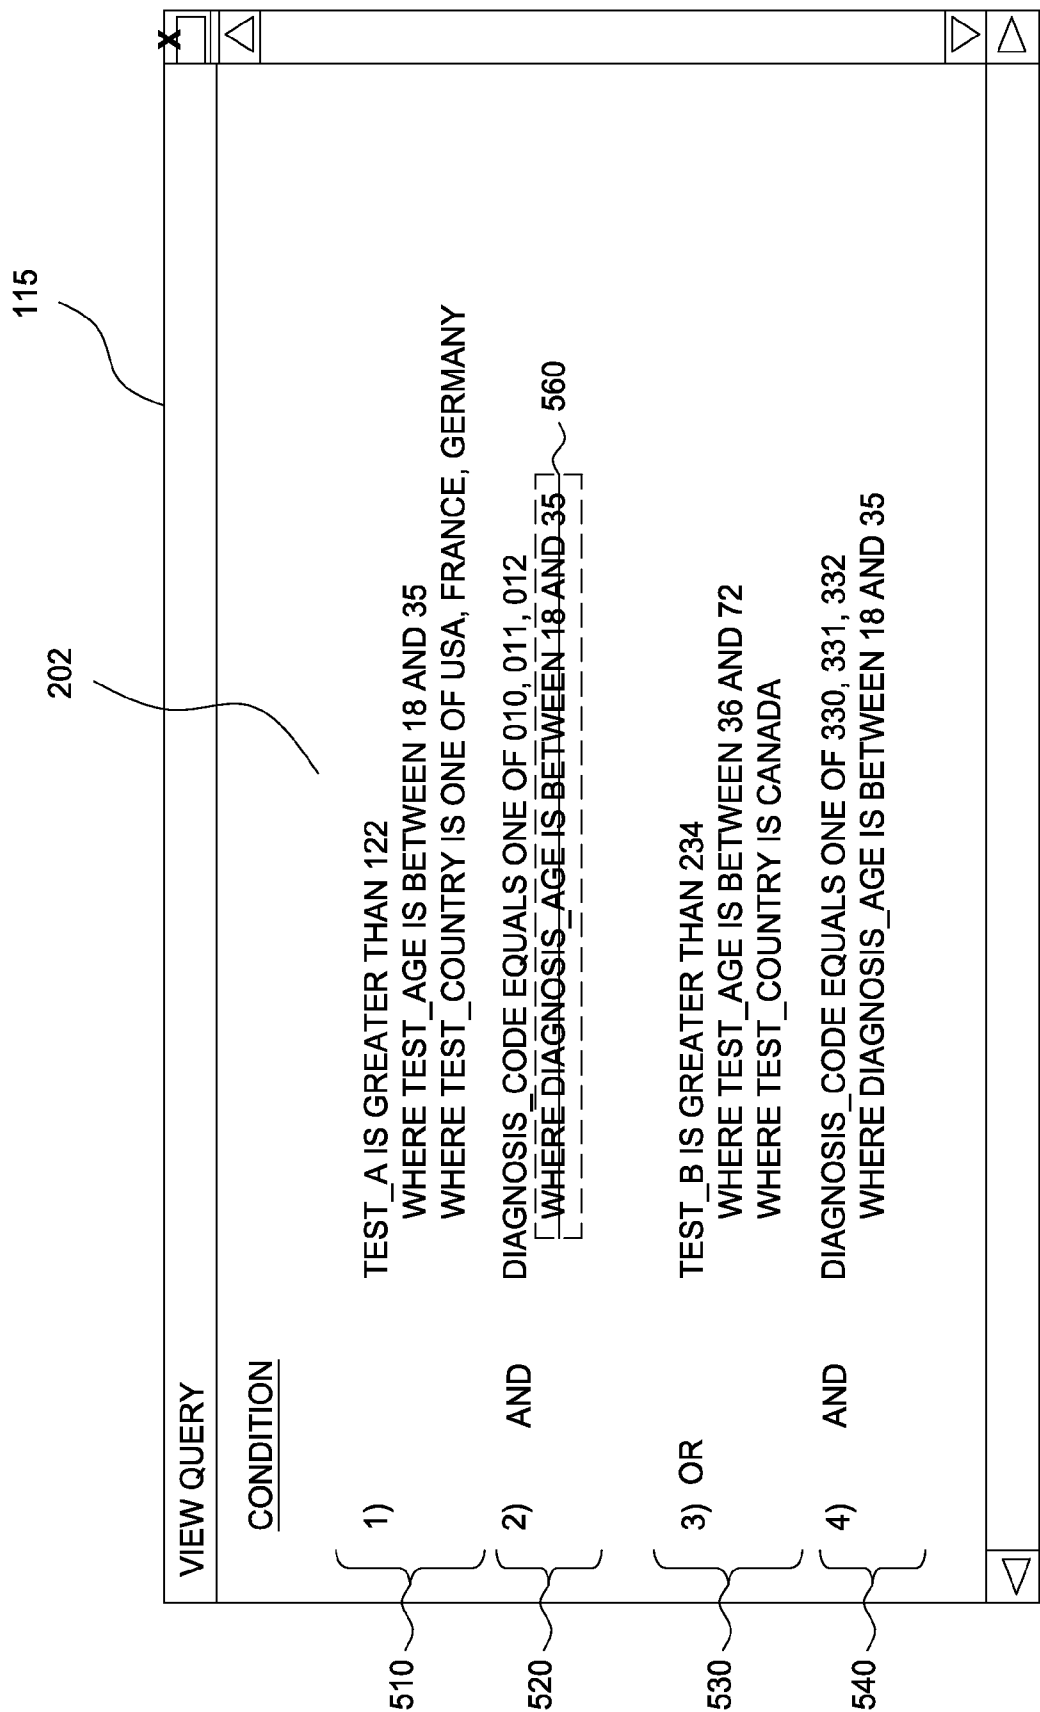 115
202
VIEW QUERY
X
CONDITION
510
1) TEST_A IS GREATER THAN 122
WHERE TEST_AGE IS BETWEEN 18 AND 35
WHERE TEST_COUNTRY IS ONE OF USA, FRANCE, GERMANY
520
2) AND DIAGNOSIS_CODE EQUALS ONE OF 010, 011, 012
WHERE DIAGNOSIS_AGE IS BETWEEN 18 AND 35
560
530
3) OR TEST_B IS GREATER THAN 234
WHERE TEST_AGE IS BETWEEN 36 AND 72
WHERE TEST_COUNTRY IS CANADA
540
4) AND DIAGNOSIS_CODE EQUALS ONE OF 330, 331, 332
WHERE DIAGNOSIS_AGE IS BETWEEN 18 AND 35